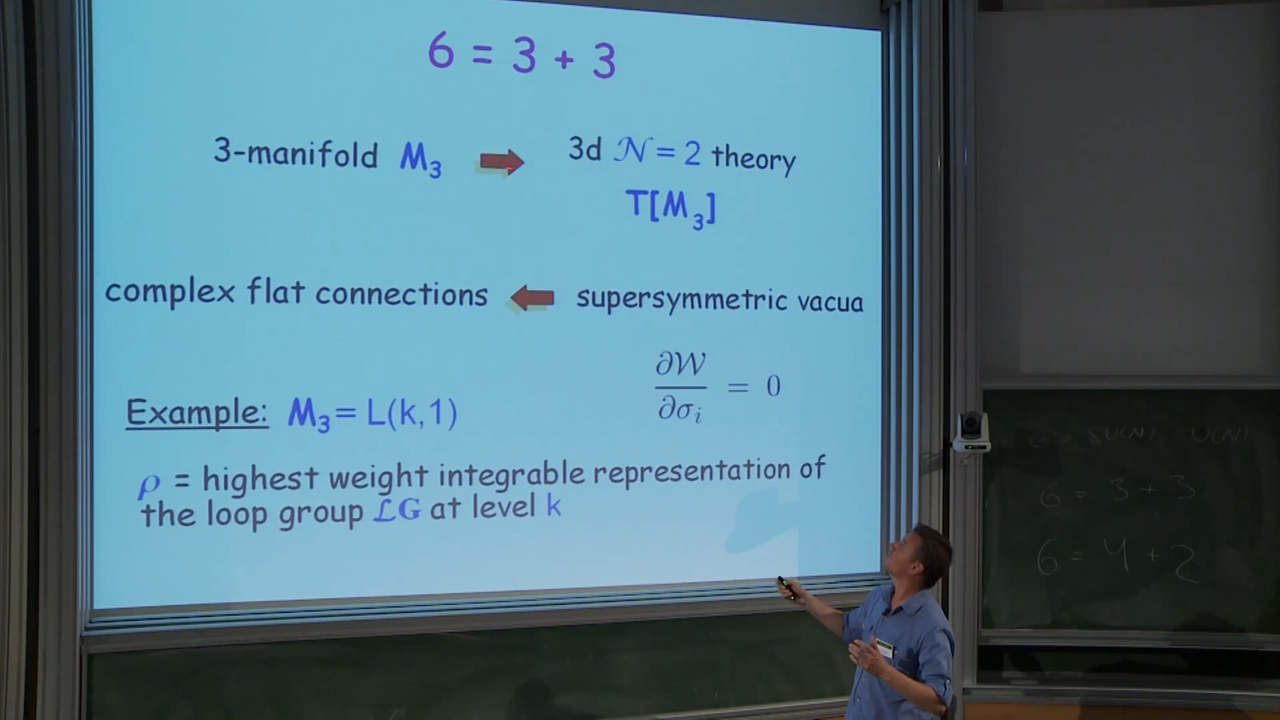 6 = 3 + 3
3-manifold M₃ 3d 𝒩 = 2 theory
T[M₃]
complex flat connections supersymmetric vacua
∂𝒲/∂σᵢ = 0
Example: M₃ = L(k,1)
ρ = highest weight integrable representation of
the loop group ℒG at level k
SU(N), U(N)
6 = 3 + 3
6 = 4 + 2